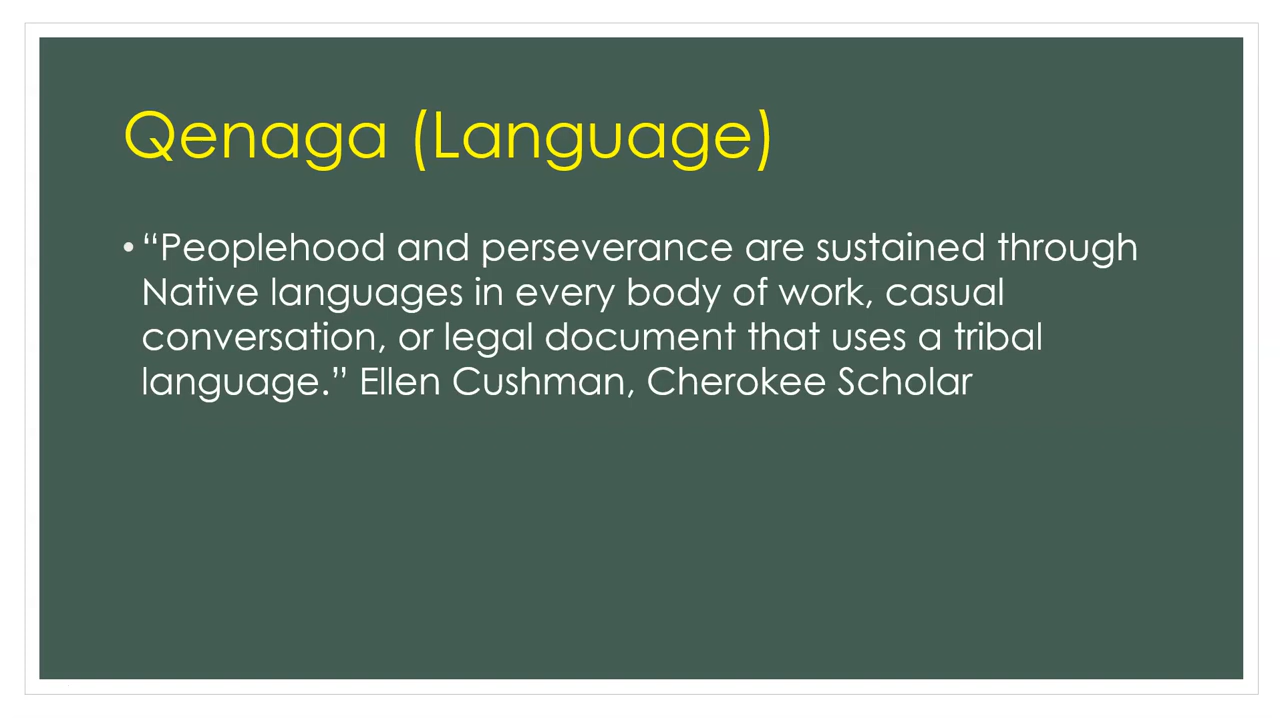 Qenaga (Language)
• “Peoplehood and perseverance are sustained through
Native languages in every body of work, casual
conversation, or legal document that uses a tribal
language.” Ellen Cushman, Cherokee Scholar